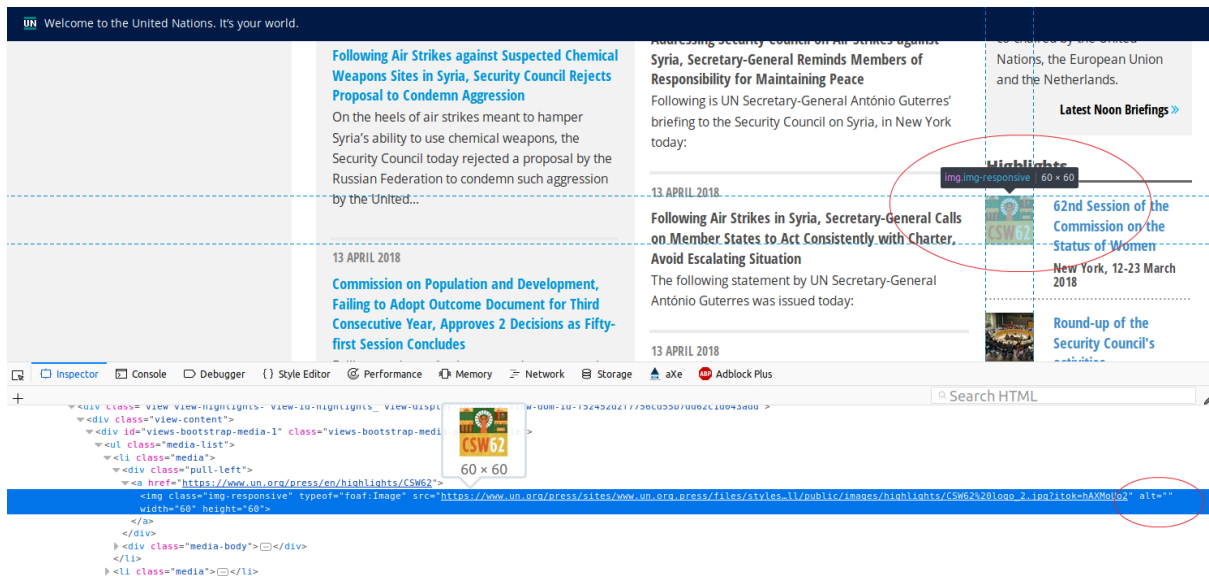 UN Welcome to the United Nations. It's your world.
Following Air Strikes against Suspected Chemical
Weapons Sites in Syria, Security Council Rejects
Proposal to Condemn Aggression
On the heels of air strikes meant to hamper
Syria's ability to use chemical weapons, the
Security Council today rejected a proposal by the
Russian Federation to condemn such aggression
by the United...
13 APRIL 2018
Commission on Population and Development,
Failing to Adopt Outcome Document for Third
Consecutive Year, Approves 2 Decisions as Fifty-
first Session Concludes
Addressing Security Council on Air Strikes against
Syria, Secretary-General Reminds Members of
Responsibility for Maintaining Peace
Following is UN Secretary-General António Guterres'
briefing to the Security Council on Syria, in New York
today:
13 APRIL 2018
Following Air Strikes in Syria, Secretary-General Calls
on Member States to Act Consistently with Charter,
Avoid Escalating Situation
The following statement by UN Secretary-General
António Guterres was issued today:
13 APRIL 2018
Nations, the European Union
and the Netherlands.
Latest Noon Briefings »
Highlights
img.img-responsive | 60 × 60
CSW62
62nd Session of the
Commission on the
Status of Women
New York, 12-23 March
2018
Round-up of the
Security Council's
activities
Inspector Console Debugger {} Style Editor Performance Memory Network Storage aXe ABP Adblock Plus
+ Search HTML
<div class="view-content">
<div id="views-bootstrap-media-1" class="views-bootstrap-med
<ul class="media-list">
<li class="media">
<div class="pull-left">
<a href="https://www.un.org/press/en/highlights/CSW62">
<img class="img-responsive" typeof="foaf:Image" src="https://www.un.org/press/sites/www.un.org.press/files/styles…ll/public/images/highlights/CSW62%20logo_2.jpg?itok=hAXMoUo2" alt=""
width="60" height="60">
</a>
</div>
<div class="media-body"></div>
</li>
<li class="media"></li>
CSW62
60 × 60